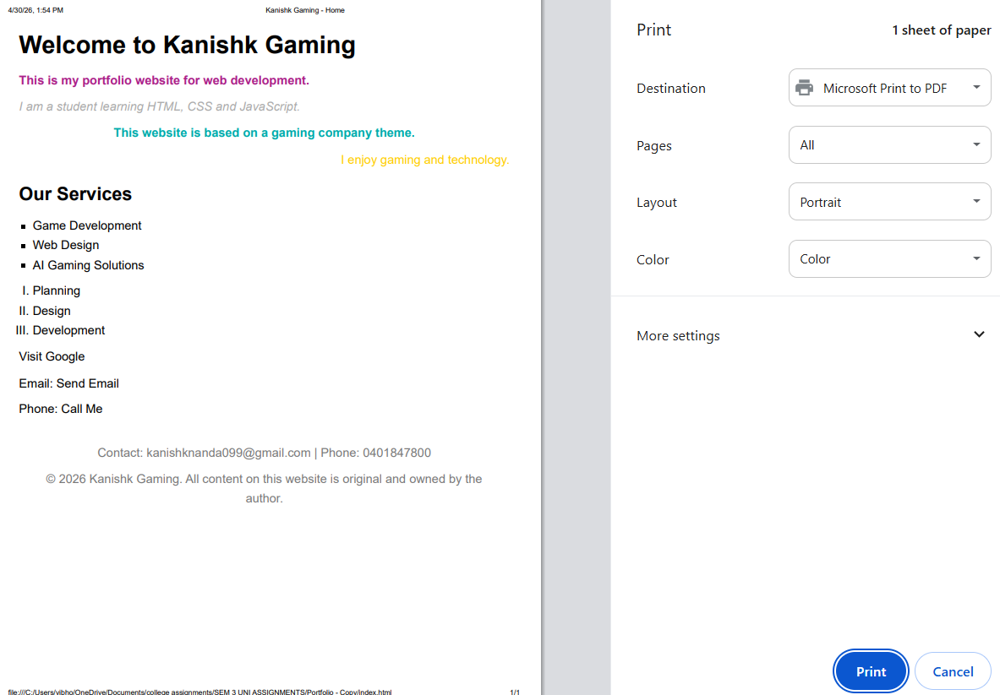 4/30/26, 1:54 PM
Kanishk Gaming - Home
Welcome to Kanishk Gaming
This is my portfolio website for web development.
I am a student learning HTML, CSS and JavaScript.
This website is based on a gaming company theme.
I enjoy gaming and technology.
Our Services
▪ Game Development
▪ Web Design
▪ AI Gaming Solutions
I. Planning
II. Design
III. Development
Visit Google
Email: Send Email
Phone: Call Me
Contact: kanishknanda099@gmail.com | Phone: 0401847800
© 2026 Kanishk Gaming. All content on this website is original and owned by the
author.
file:///C:/Users/vibho/OneDrive/Documents/college assignments/SEM 3 UNI ASSIGNMENTS/Portfolio - Copy/index.html
1/1
Print
1 sheet of paper
Destination
Microsoft Print to PDF
Pages
All
Layout
Portrait
Color
Color
More settings
Print
Cancel